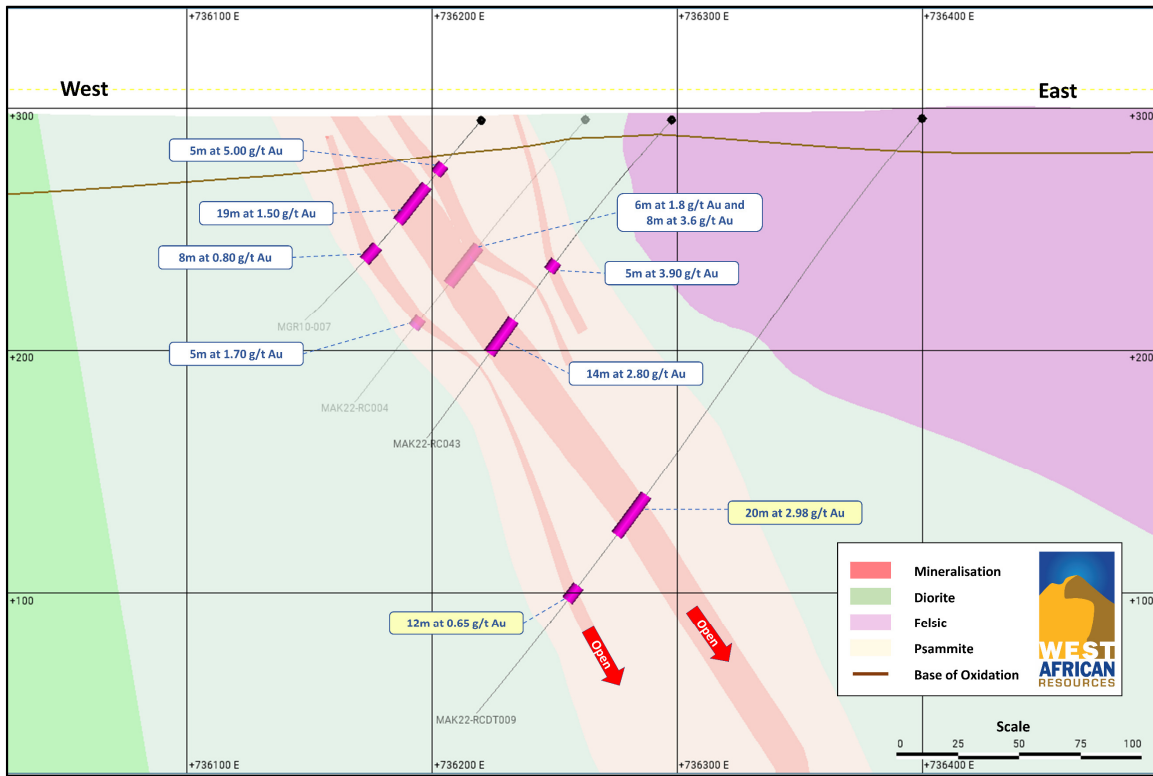 +736100 E
+736200 E
+736300 E
+736400 E
West
East
+300
+300
5m at 5.00 g/t Au
19m at 1.50 g/t Au
6m at 1.8 g/t Au and
8m at 3.6 g/t Au
8m at 0.80 g/t Au
5m at 3.90 g/t Au
MGR10-007
5m at 1.70 g/t Au
+200
+200
14m at 2.80 g/t Au
MAK22-RC004
MAK22-RC043
20m at 2.98 g/t Au
+100
+100
12m at 0.65 g/t Au
Open
Open
Mineralisation
Diorite
Felsic
Psammite
Base of Oxidation
WEST
AFRICAN
RESOURCES
MAK22-RCDT009
Scale
0 25 50 75 100
+736100 E
+736200 E
+736300 E
+736400 E